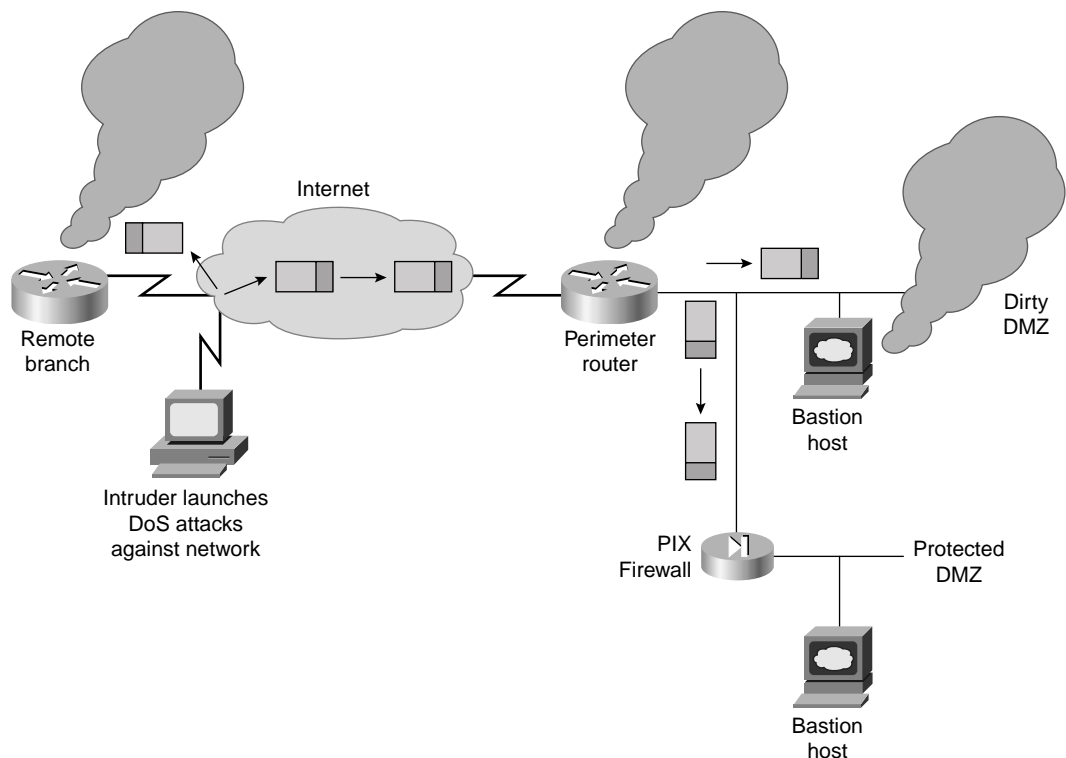 Internet
Remote
branch
Perimeter
router
Dirty
DMZ
Bastion
host
Intruder launches
DoS attacks
against network
PIX
Firewall
Protected
DMZ
Bastion
host